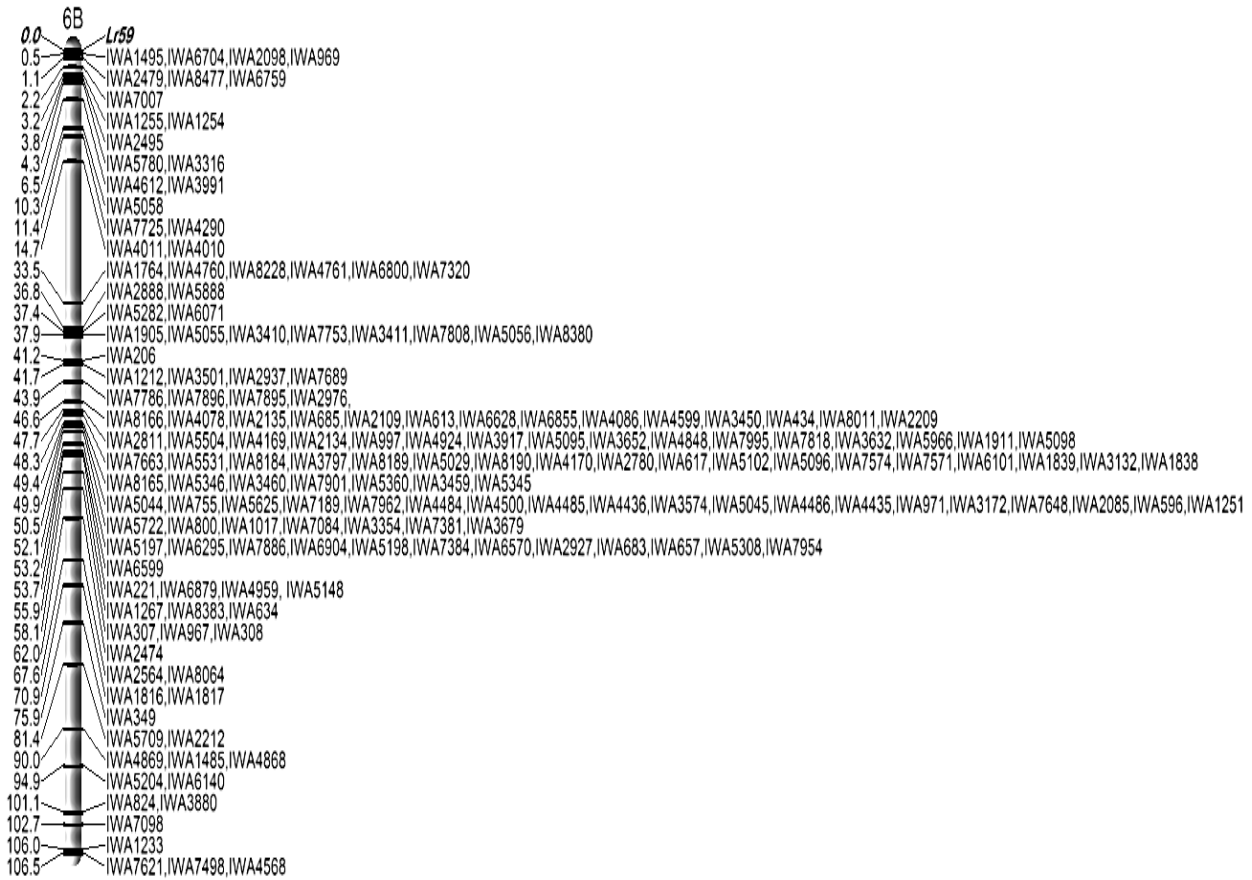 6B
0.0 Lr59
0.5 IWA1495,IWA6704,IWA2098,IWA969
1.1 IWA2479,IWA8477,IWA6759
2.2 IWA7007
3.2 IWA1255,IWA1254
3.8 IWA2495
4.3 IWA5780,IWA3316
6.5 IWA4612,IWA3991
10.3 IWA5058
11.4 IWA7725,IWA4290
14.7 IWA4011,IWA4010
33.5 IWA1764,IWA4760,IWA8228,IWA4761,IWA6800,IWA7320
36.8 IWA2888,IWA5888
37.4 IWA5282,IWA6071
37.9 IWA1905,IWA5055,IWA3410,IWA7753,IWA3411,IWA7808,IWA5056,IWA8380
41.2 IWA206
41.7 IWA1212,IWA3501,IWA2937,IWA7689
43.9 IWA7786,IWA7896,IWA7895,IWA2976,
46.6 IWA8166,IWA4078,IWA2135,IWA685,IWA2109,IWA613,IWA6628,IWA6855,IWA4086,IWA4599,IWA3450,IWA434,IWA8011,IWA2209
47.7 IWA2811,IWA5504,IWA4169,IWA2134,IWA997,IWA4924,IWA3917,IWA5095,IWA3652,IWA4848,IWA7995,IWA7818,IWA3632,IWA5966,IWA1911,IWA5098
48.3 IWA7663,IWA5531,IWA8184,IWA3797,IWA8189,IWA5029,IWA8190,IWA4170,IWA2780,IWA617,IWA5102,IWA5096,IWA7574,IWA7571,IWA6101,IWA1839,IWA3132,IWA1838
49.4 IWA8165,IWA5346,IWA3460,IWA7901,IWA5360,IWA3459,IWA5345
49.9 IWA5044,IWA755,IWA5625,IWA7189,IWA7962,IWA4484,IWA4500,IWA4485,IWA4436,IWA3574,IWA5045,IWA4486,IWA4435,IWA971,IWA3172,IWA7648,IWA2085,IWA596,IWA1251
50.5 IWA5722,IWA800,IWA1017,IWA7084,IWA3354,IWA7381,IWA3679
52.1 IWA5197,IWA6295,IWA7886,IWA6904,IWA5198,IWA7384,IWA6570,IWA2927,IWA683,IWA657,IWA5308,IWA7954
53.2 IWA6599
53.7 IWA221,IWA6879,IWA4959, IWA5148
55.9 IWA1267,IWA8383,IWA634
58.1 IWA307,IWA967,IWA308
62.0 IWA2474
67.6 IWA2564,IWA8064
70.9 IWA1816,IWA1817
75.9 IWA349
81.4 IWA5709,IWA2212
90.0 IWA4869,IWA1485,IWA4868
94.9 IWA5204,IWA6140
101.1 IWA824,IWA3880
102.7 IWA7098
106.0 IWA1233
106.5 IWA7621,IWA7498,IWA4568